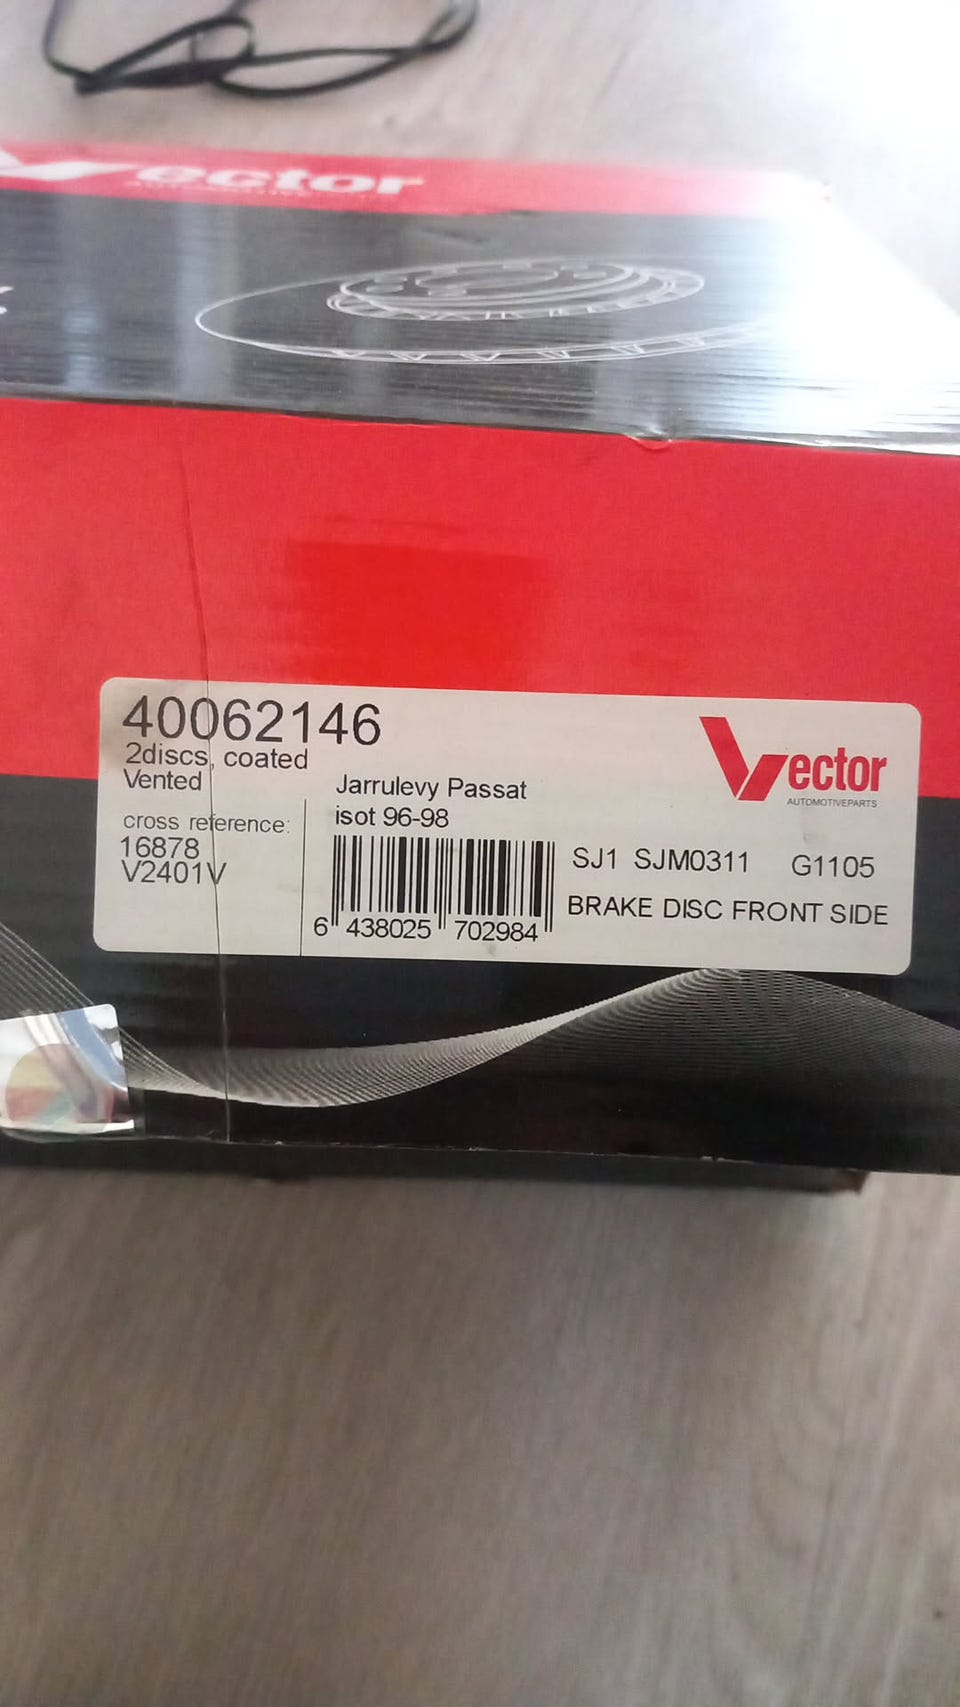 Vector
40062146
2discs, coated
Vented
cross reference:
16878
V2401V
Jarrulevy Passat
isot 96-98
6 438025 702984
Vector
AUTOMOTIVEPARTS
SJ1 SJM0311 G1105
BRAKE DISC FRONT SIDE